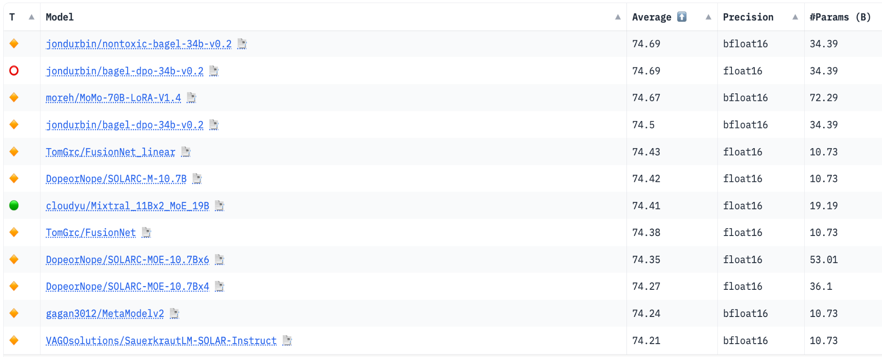 T ▲ Model ▲ Average ⬆️ ▲ Precision ▲ #Params (B)
jondurbin/nontoxic-bagel-34b-v0.2 74.69 bfloat16 34.39
jondurbin/bagel-dpo-34b-v0.2 74.69 float16 34.39
moreh/MoMo-70B-LoRA-V1.4 74.67 bfloat16 72.29
jondurbin/bagel-dpo-34b-v0.2 74.5 bfloat16 34.39
TomGrc/FusionNet_linear 74.43 float16 10.73
DopeorNope/SOLARC-M-10.7B 74.42 float16 10.73
cloudyu/Mixtral_11Bx2_MoE_19B 74.41 float16 19.19
TomGrc/FusionNet 74.38 float16 10.73
DopeorNope/SOLARC-MOE-10.7Bx6 74.35 float16 53.01
DopeorNope/SOLARC-MOE-10.7Bx4 74.27 float16 36.1
gagan3012/MetaModelv2 74.24 bfloat16 10.73
VAGOsolutions/SauerkrautLM-SOLAR-Instruct 74.21 bfloat16 10.73